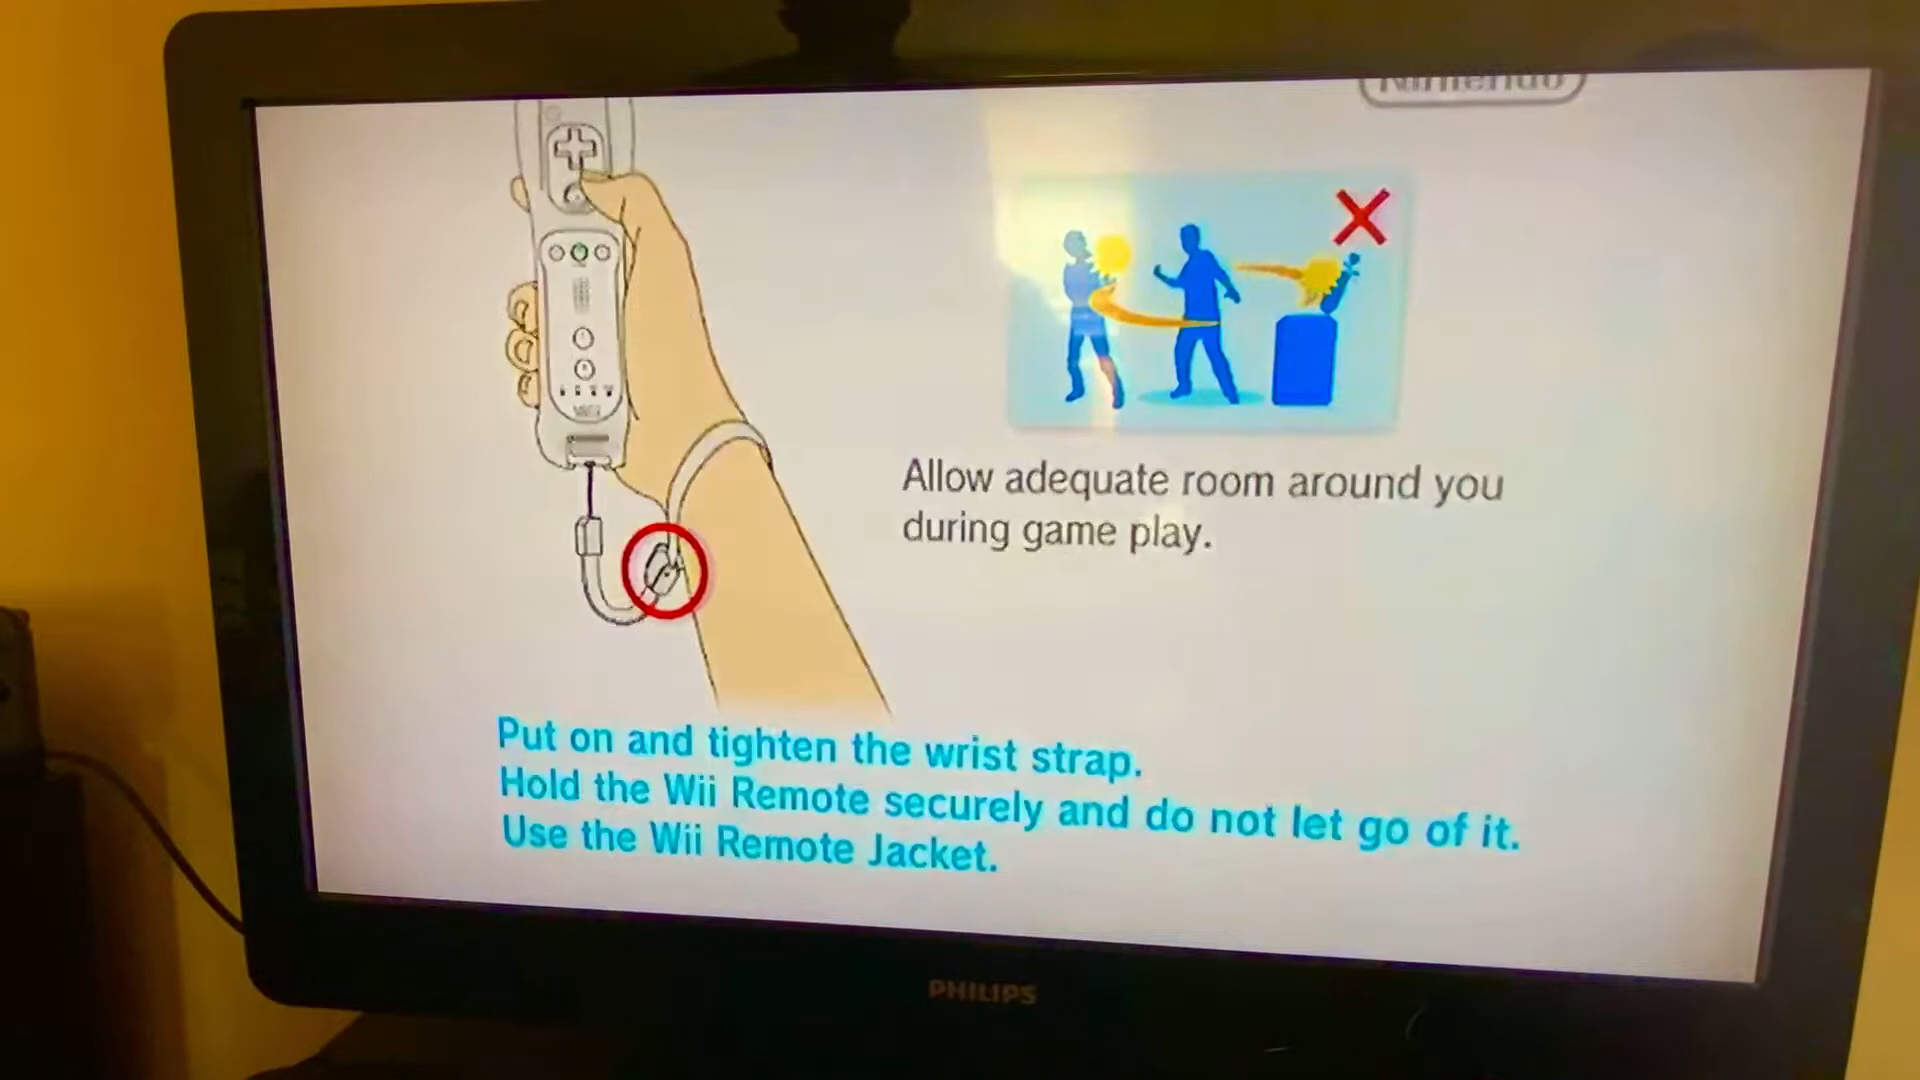 Nintendo
Allow adequate room around you
during game play.
Put on and tighten the wrist strap.
Hold the Wii Remote securely and do not let go of it.
Use the Wii Remote Jacket.
PHILIPS